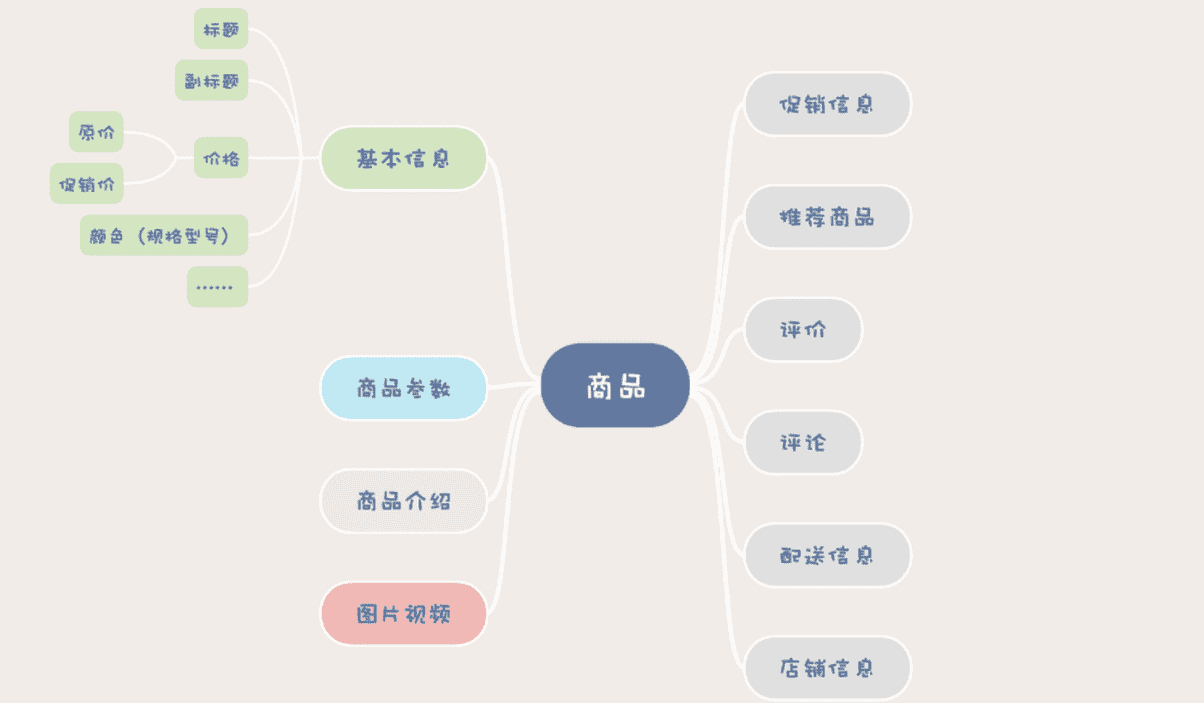 标题
副标题
原价
价格
促销价
颜色（规格型号）
……
基本信息
商品参数
商品介绍
图片视频
商品
促销信息
推荐商品
评价
评论
配送信息
店铺信息